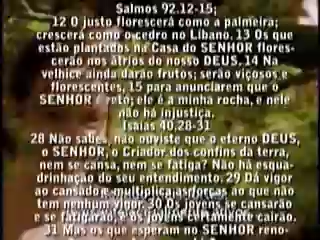 Salmos 92.12-15;
12 O justo florescerá como a palmeira;
crescerá como o cedro no Líbano. 13 Os que
estão plantados na Casa do SENHOR flores-
cerão nos átrios do nosso DEUS. 14 Na
velhice ainda darão frutos; serão viçosos e
florescentes, 15 para anunciarem que o
SENHOR é reto; ele é a minha rocha, e nele
não há injustiça.
Isaías 40.28-31
28 Não sabes, não ouviste que o eterno DEUS,
o SENHOR, o Criador dos confins da terra,
nem se cansa, nem se fatiga? Não há esqua-
drinhação do seu entendimento. 29 Dá vigor
ao cansado e multiplica as forças ao que não
tem nenhum vigor. 30 Os jovens se cansarão
e se fatigarão, e os jovens certamente cairão.
31 Mas os que esperam no SENHOR reno-